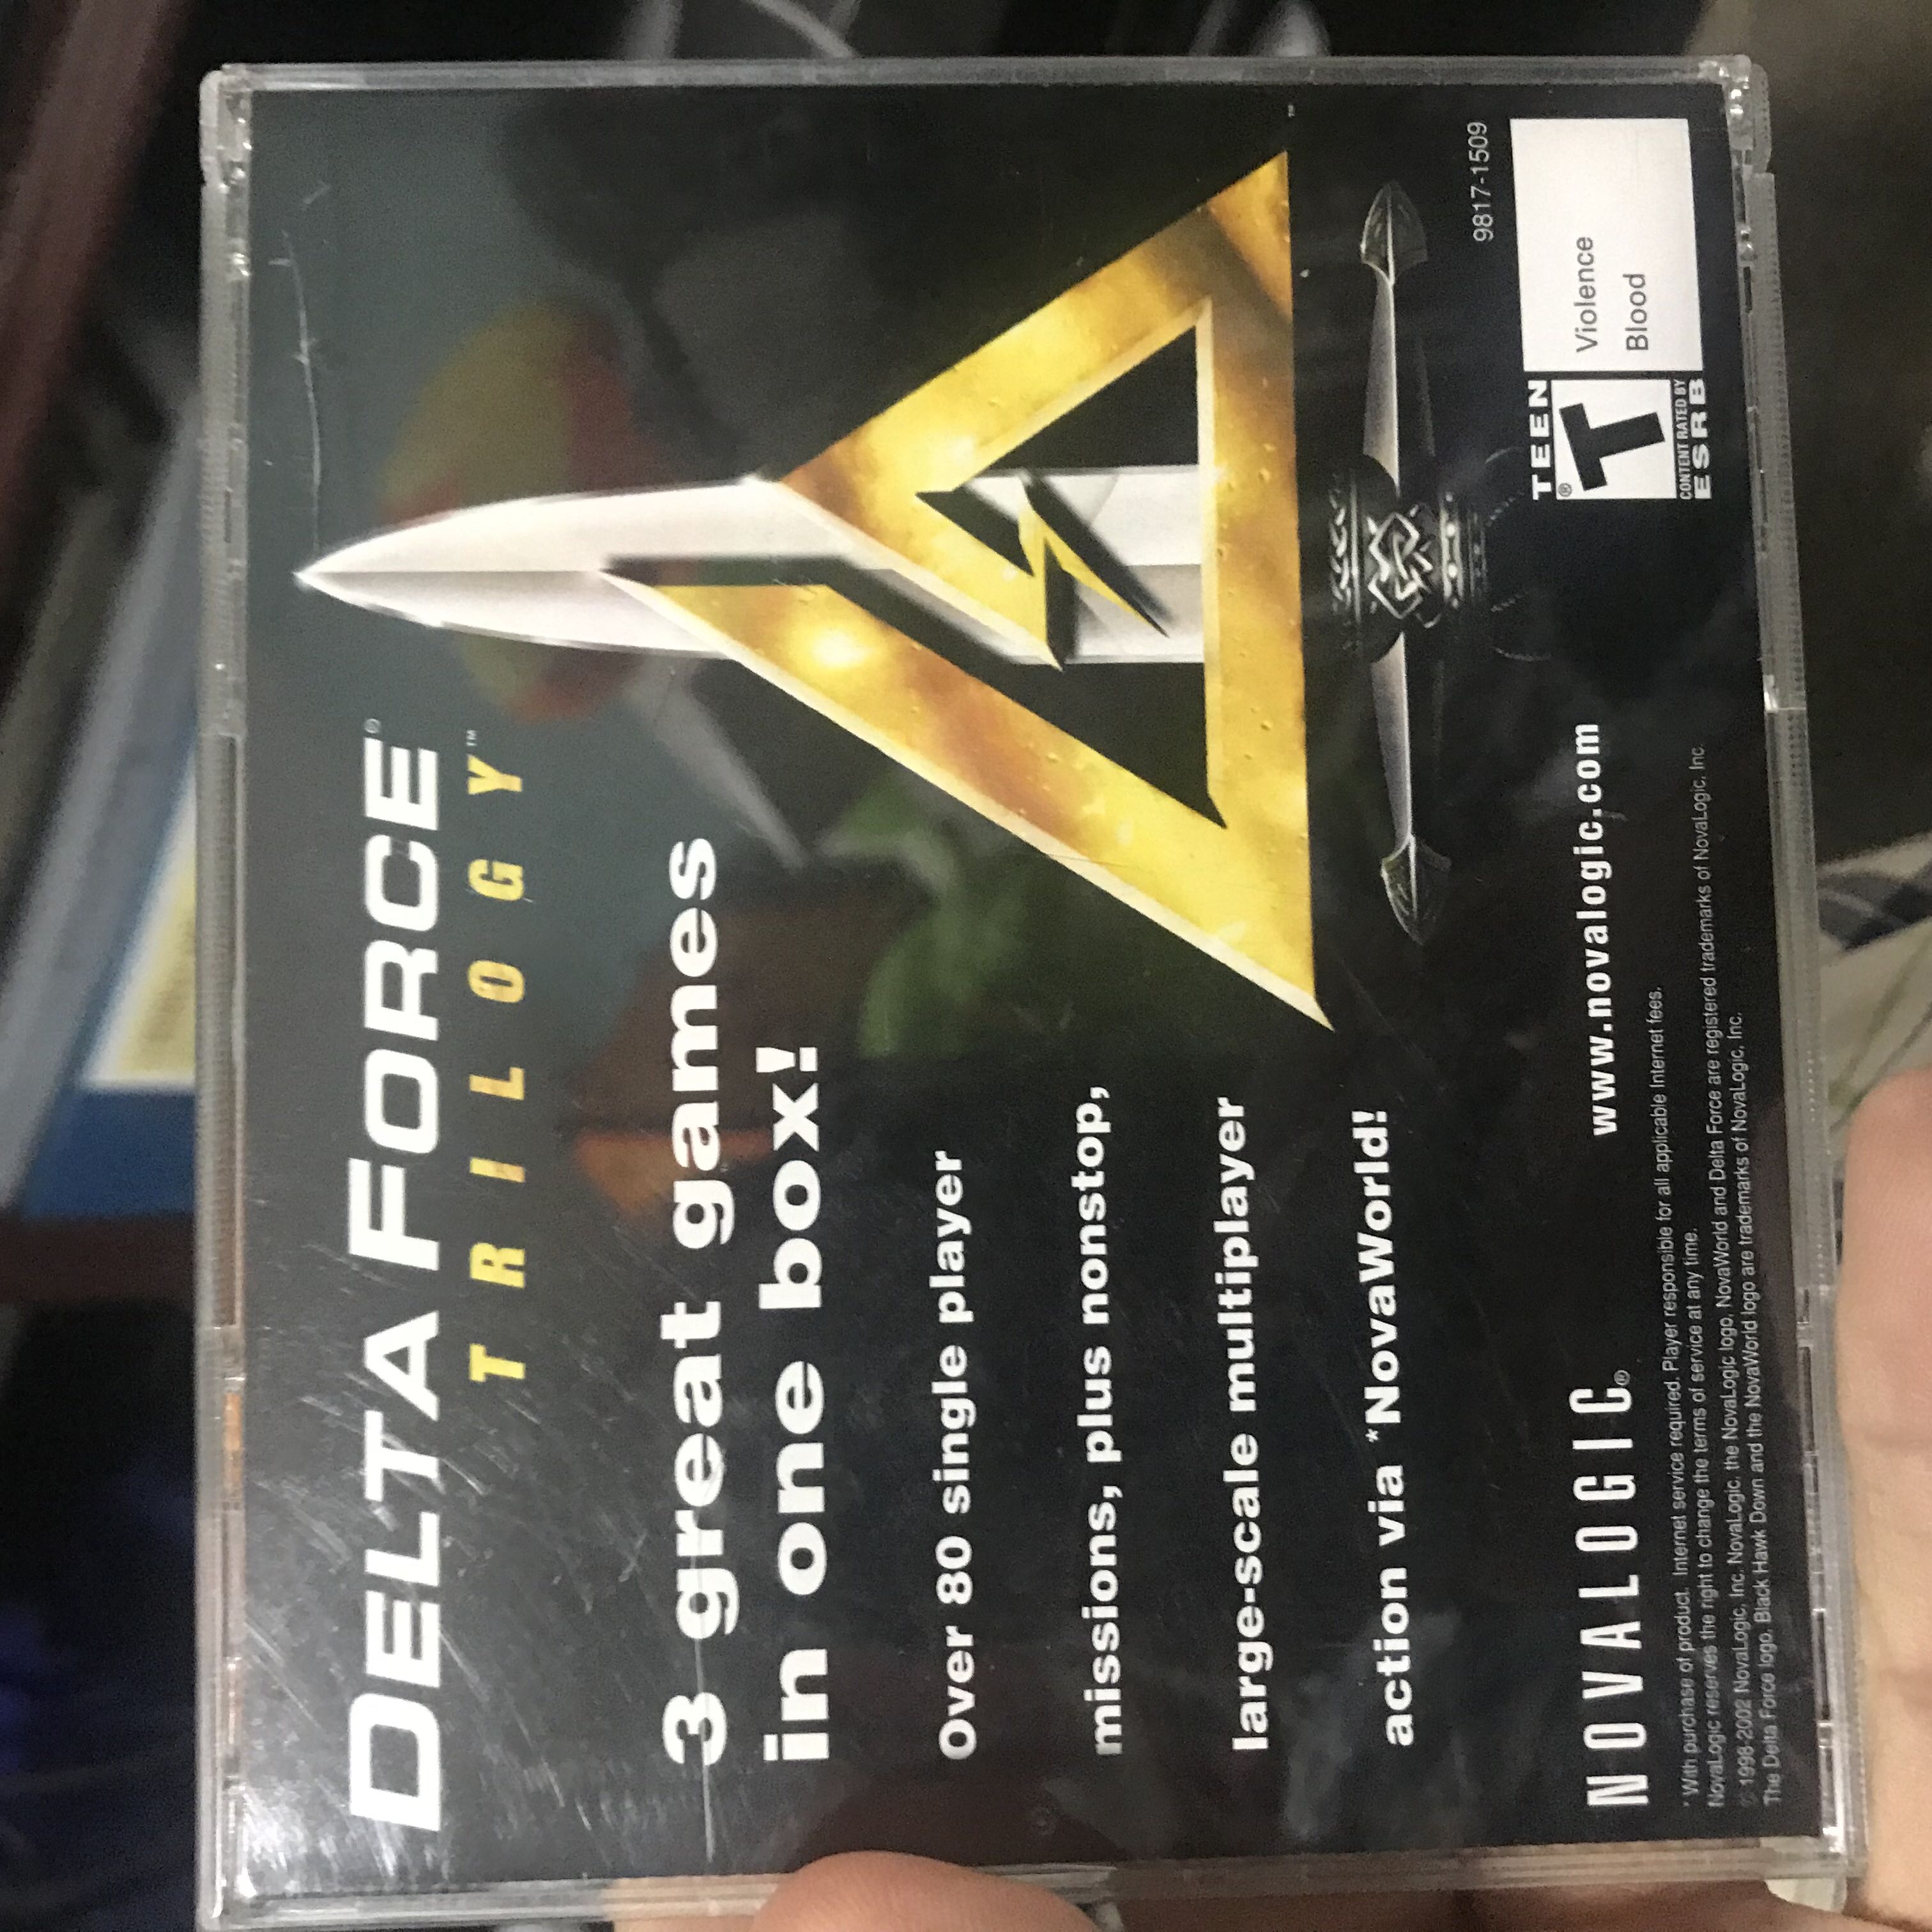 DELTA FORCE®
TRILOGY™
3 great games
in one box!
Over 80 single player
missions, plus nonstop,
large-scale multiplayer
action via *NovaWorld!
™
9817-1509
NOVALOGIC®
www.novalogic.com
TEEN
T®
CONTENT RATED BY
ESRB
Violence
Blood
* With purchase of product. Internet service required. Player responsible for all applicable Internet fees.
NovaLogic reserves the right to change the terms of service at any time.
© 1998-2002 NovaLogic, Inc. NovaLogic, the NovaLogic logo, NovaWorld and Delta Force are registered trademarks of NovaLogic, Inc.
The Delta Force logo, Black Hawk Down and the NovaWorld logo are trademarks of NovaLogic, Inc.